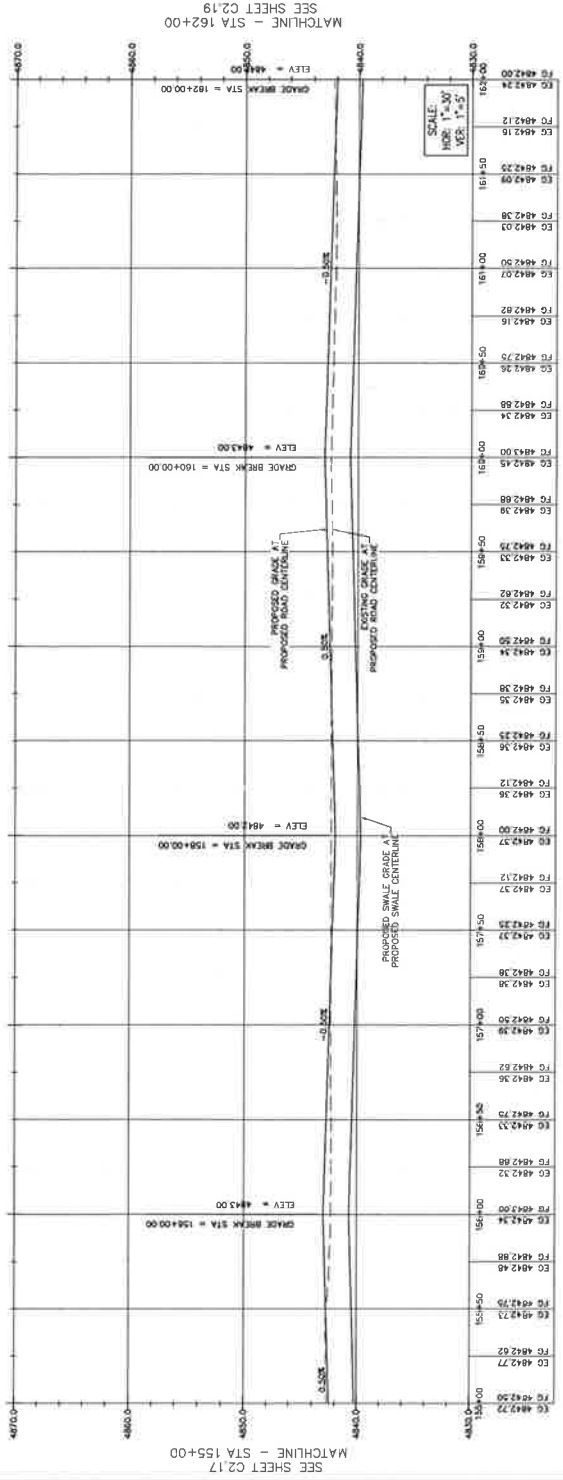 SEE SHEET C2.17
MATCHLINE - STA 155+00
4870.0
4860.0
4850.0
4840.0
4830.0
0.50%
GRADE BREAK STA = 156+00.00
ELEV = 4843.00
-0.50%
GRADE BREAK STA = 158+00.00
ELEV = 4842.00
PROPOSED SWALE GRADE AT
PROPOSED SWALE CENTERLINE
0.50%
PROPOSED GRADE AT
PROPOSED ROAD CENTERLINE
EXISTING GRADE AT
PROPOSED ROAD CENTERLINE
GRADE BREAK STA = 160+00.00
ELEV = 4843.00
-0.50%
GRADE BREAK STA = 162+00.00
ELEV = 4842.00
SCALE:
HOR: 1"=30'
VER: 1"=5'
4870.0
4850.0
4840.0
4830.0
MATCHLINE - STA 162+00
SEE SHEET C2.19
155+00
EG 4842.72
FG 4842.50
EG 4842.77
FG 4842.62
155+50
EG 4842.73
FG 4842.75
EG 4842.48
FG 4842.88
156+00
EG 4842.34
FG 4843.00
EG 4842.32
FG 4842.88
156+50
EG 4842.33
FG 4842.75
EG 4842.36
FG 4842.62
157+00
EG 4842.39
FG 4842.50
EG 4842.38
FG 4842.38
157+50
EG 4842.37
FG 4842.25
EG 4842.37
FG 4842.12
158+00
EG 4842.37
FG 4842.00
EG 4842.36
FG 4842.12
158+50
EG 4842.36
FG 4842.25
EG 4842.35
FG 4842.38
159+00
EG 4842.34
FG 4842.50
EG 4842.32
FG 4842.62
159+50
EG 4842.33
FG 4842.75
EG 4842.39
FG 4842.88
160+00
EG 4842.45
FG 4843.00
EG 4842.34
FG 4842.88
160+50
EG 4842.26
FG 4842.75
EG 4842.16
FG 4842.62
161+00
EG 4842.07
FG 4842.50
EG 4842.03
FG 4842.38
161+50
EG 4842.09
FG 4842.25
EG 4842.16
FG 4842.12
162+00
EG 4842.24
FG 4842.00